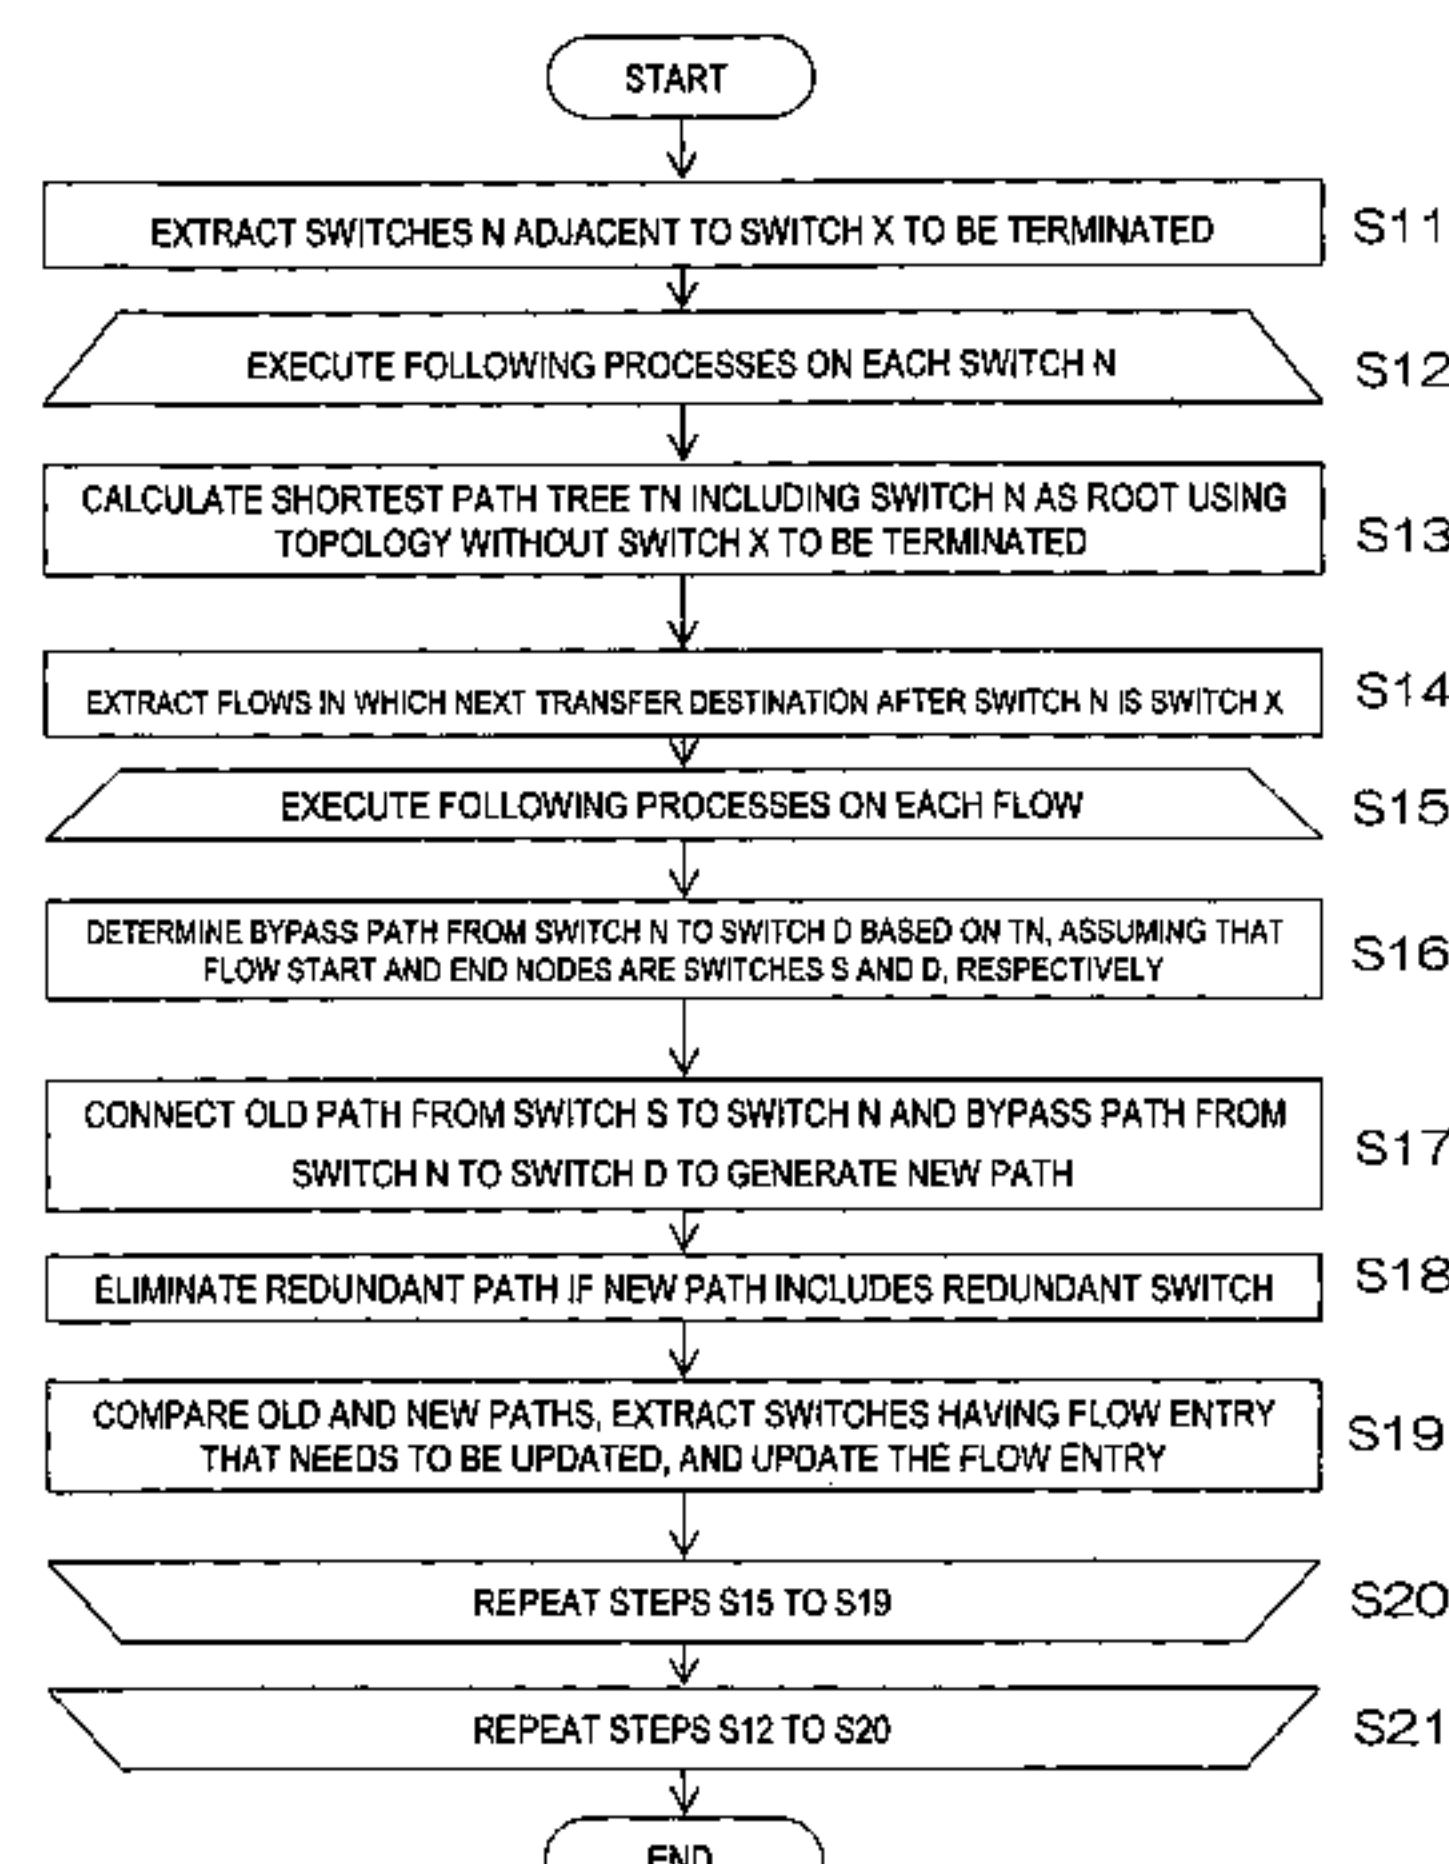 START
EXTRACT SWITCHES N ADJACENT TO SWITCH X TO BE TERMINATED
S11
EXECUTE FOLLOWING PROCESSES ON EACH SWITCH N
S12
CALCULATE SHORTEST PATH TREE TN INCLUDING SWITCH N AS ROOT USING
TOPOLOGY WITHOUT SWITCH X TO BE TERMINATED
S13
EXTRACT FLOWS IN WHICH NEXT TRANSFER DESTINATION AFTER SWITCH N IS SWITCH X
S14
EXECUTE FOLLOWING PROCESSES ON EACH FLOW
S15
DETERMINE BYPASS PATH FROM SWITCH N TO SWITCH D BASED ON TN, ASSUMING THAT
FLOW START AND END NODES ARE SWITCHES S AND D, RESPECTIVELY
S16
CONNECT OLD PATH FROM SWITCH S TO SWITCH N AND BYPASS PATH FROM
SWITCH N TO SWITCH D TO GENERATE NEW PATH
S17
ELIMINATE REDUNDANT PATH IF NEW PATH INCLUDES REDUNDANT SWITCH
S18
COMPARE OLD AND NEW PATHS, EXTRACT SWITCHES HAVING FLOW ENTRY
THAT NEEDS TO BE UPDATED, AND UPDATE THE FLOW ENTRY
S19
REPEAT STEPS S15 TO S19
S20
REPEAT STEPS S12 TO S20
S21
END